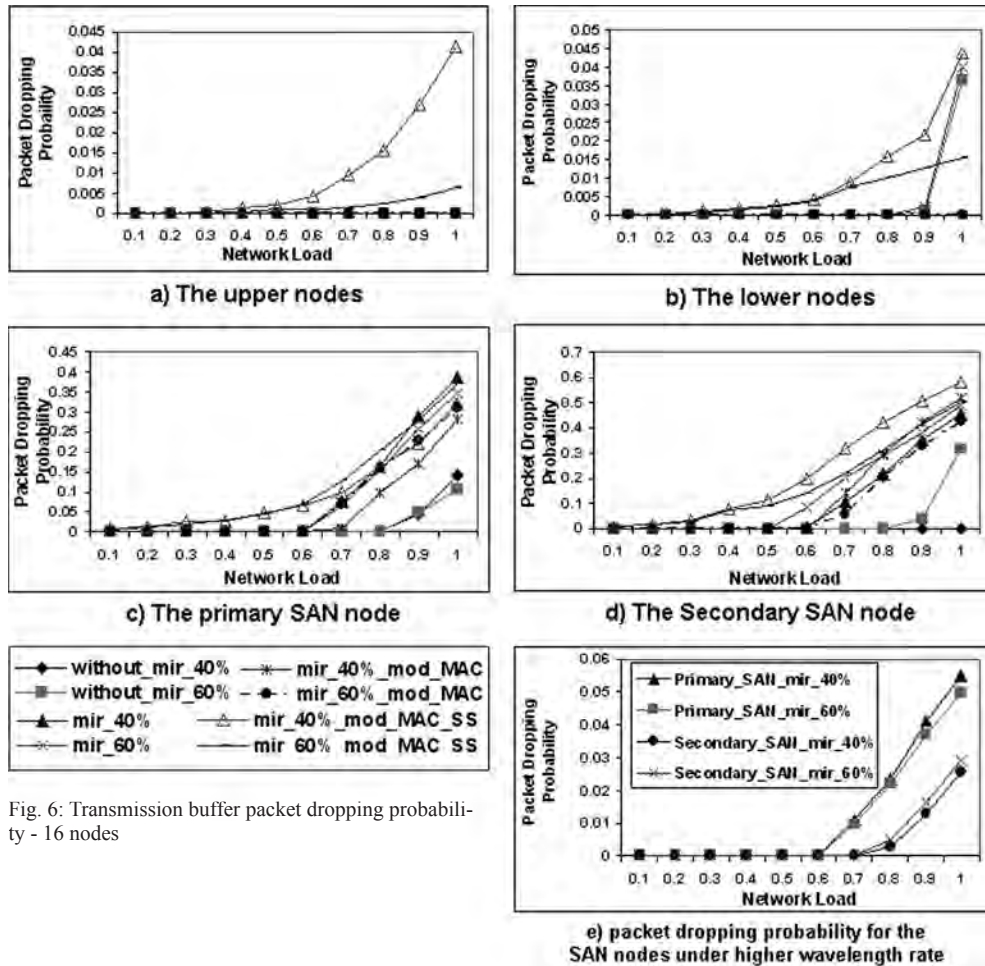 0.045
0.04
0.035
0.03
0.025
0.02
0.015
0.01
0.005
0
Packet Dropping
Probability
0.1 0.2 0.3 0.4 0.5 0.6 0.7 0.8 0.9 1
Network Load
a) The upper nodes
0.05
0.045
0.04
0.035
0.03
0.025
0.02
0.015
0.01
0.005
0
Packet Dropping
Probability
0.1 0.2 0.3 0.4 0.5 0.6 0.7 0.8 0.9 1
Network Load
b) The lower nodes
0.45
0.4
0.35
0.3
0.25
0.2
0.15
0.1
0.05
0
Packet Dropping
Probability
0.1 0.2 0.3 0.4 0.5 0.6 0.7 0.8 0.9 1
Network Load
c) The primary SAN node
0.7
0.6
0.5
0.4
0.3
0.2
0.1
0
Packet Dropping
Probability
0.1 0.2 0.3 0.4 0.5 0.6 0.7 0.8 0.9 1
Network Load
d) The Secondary SAN node
without_mir_40%
mir_40%_mod_MAC
without_mir_60%
mir_60%_mod_MAC
mir_40%
mir_40%_mod_MAC_SS
mir_60%
mir_60%_mod_MAC_SS
Fig. 6: Transmission buffer packet dropping probabili-
ty - 16 nodes
0.06
0.05
0.04
0.03
0.02
0.01
0
Packet Dropping
Probability
Primary_SAN_mir_40%
Primary_SAN_mir_60%
Secondary_SAN_mir_40%
Secondary_SAN_mir_60%
0.1 0.2 0.3 0.4 0.5 0.6 0.7 0.8 0.9 1
Network Load
e) packet dropping probability for the
SAN nodes under higher wavelength rate